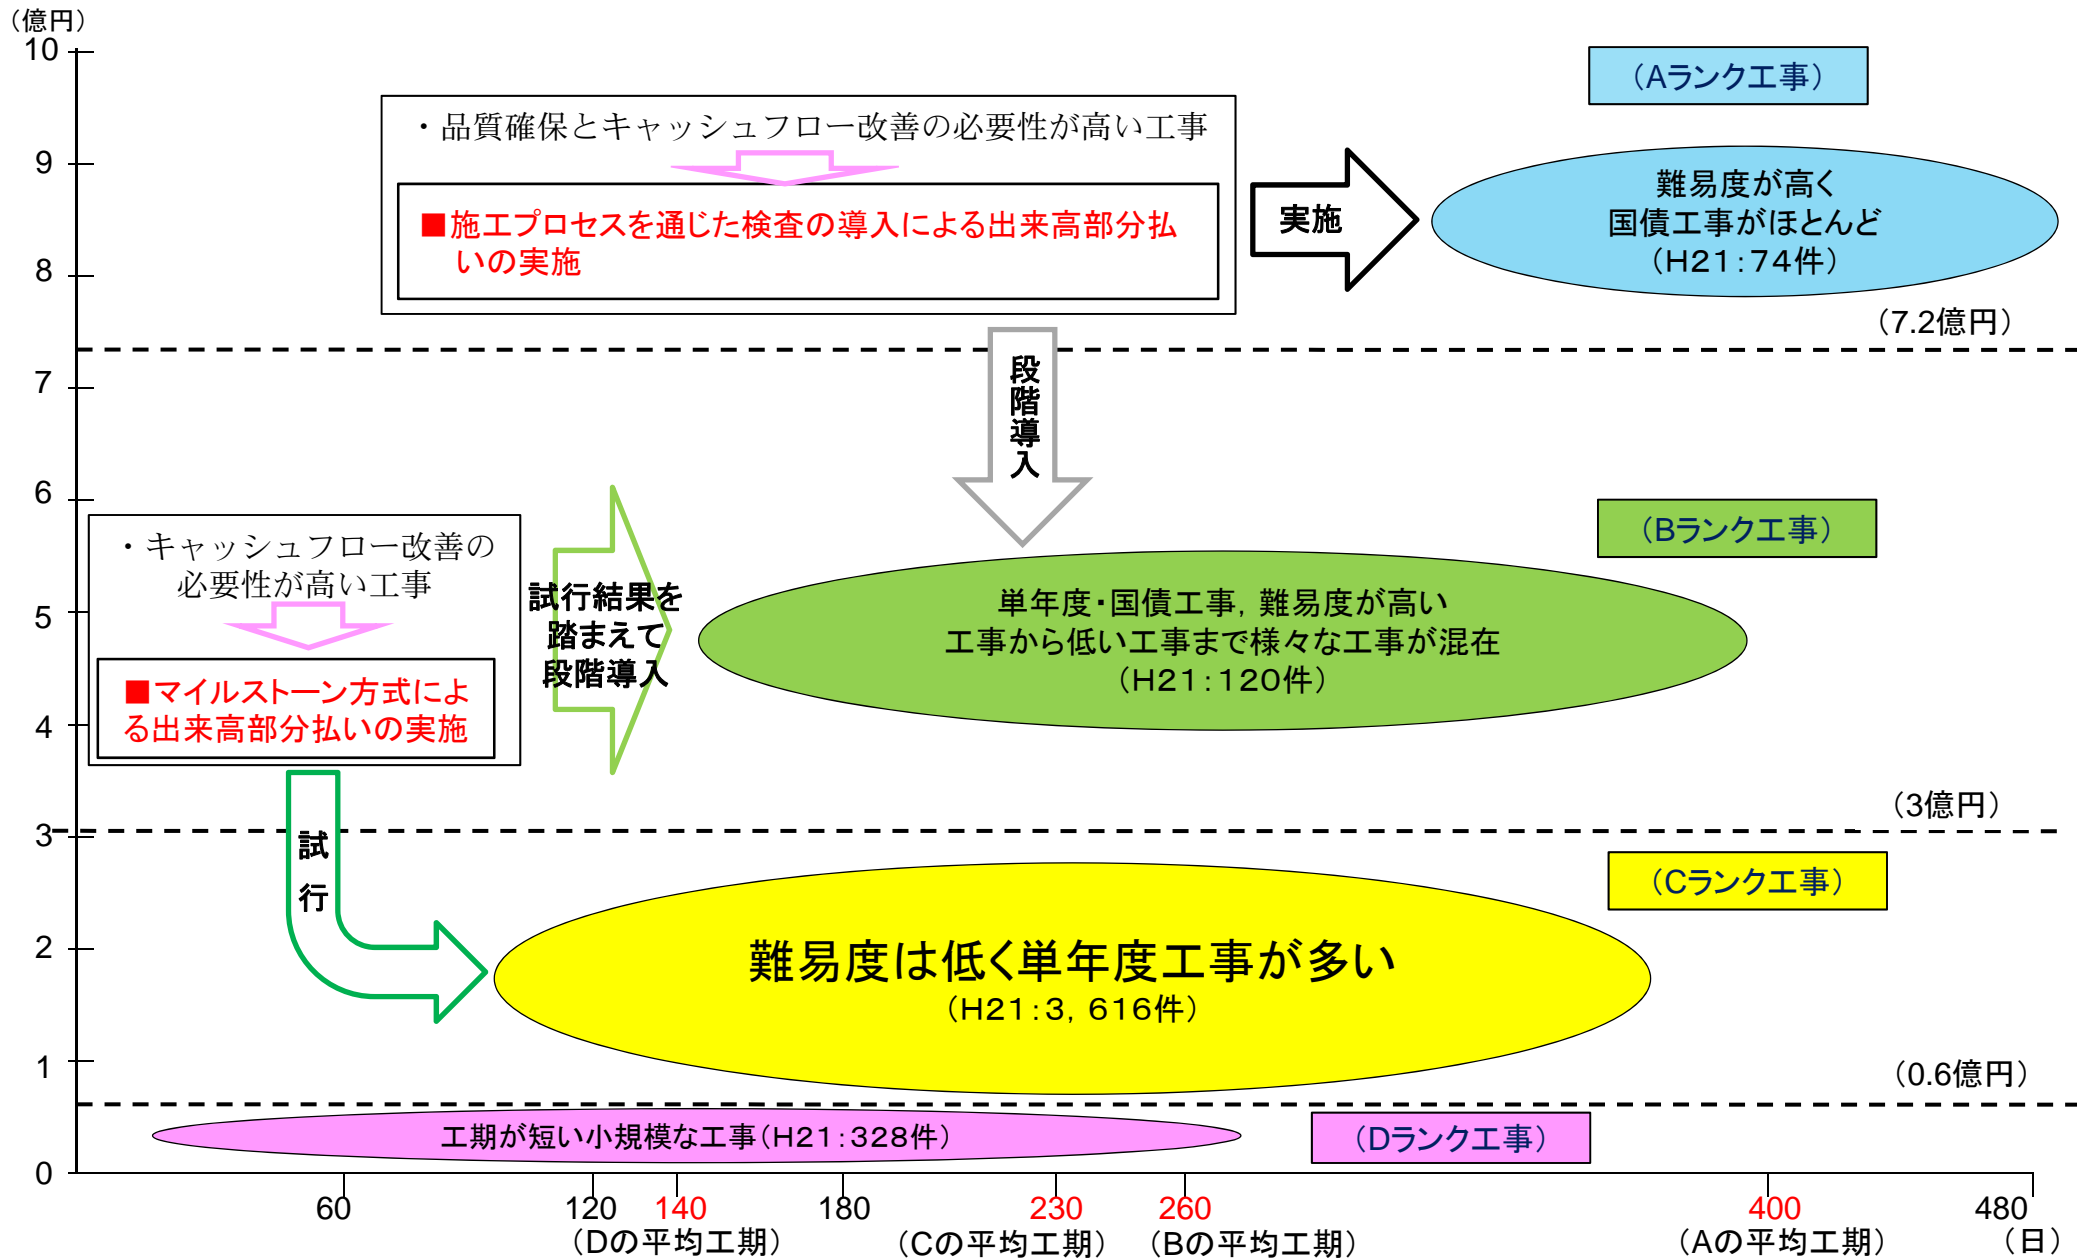 （億円）
10
（Aランク工事）
・品質確保とキャッシュフロー改善の必要性が高い工事
9
■施工プロセスを通じた検査の導入による出来高部分払
いの実施
実施
難易度が高く
国債工事がほとんど
（H21：74件）
8
（7.2億円）
7
段階導入
6
（Bランク工事）
・キャッシュフロー改善の
必要性が高い工事
試行結果を
踏まえて
段階導入
単年度・国債工事，難易度が高い
工事から低い工事まで様々な工事が混在
（H21：120件）
5
■マイルストーン方式によ
る出来高部分払いの実施
4
（3億円）
3
試行
（Cランク工事）
難易度は低く単年度工事が多い
（H21：3，616件）
2
1
（0.6億円）
工期が短い小規模な工事（H21：328件）
（Dランク工事）
0
60 120 140 180 230 260 400 480
（Dの平均工期） （Cの平均工期） （Bの平均工期） （Aの平均工期） （日）